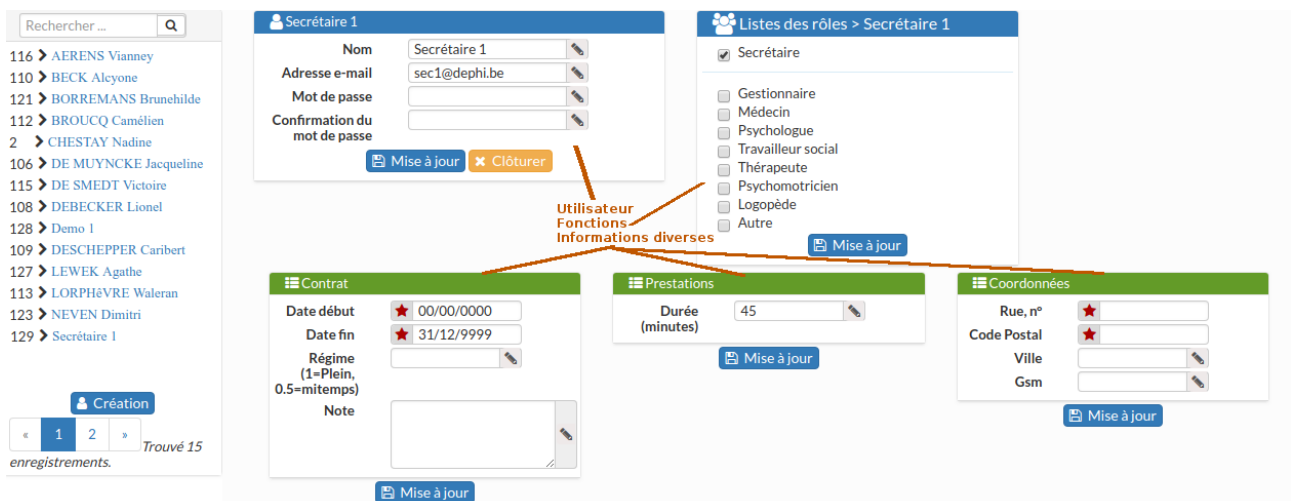 Rechercher ...
116 AERENS Vianney
110 BECK Alcyone
121 BORREMANS Brunehilde
112 BROUCQ Camélien
2 CHESTAY Nadine
106 DE MUYNCKE Jacqueline
115 DE SMEDT Victoire
108 DEBECKER Lionel
128 Demo 1
109 DESCHEPPER Caribert
127 LEWEK Agathe
113 LORPHêVRE Waleran
123 NEVEN Dimitri
129 Secrétaire 1
Création
« 1 2 »
Trouvé 15
enregistrements.
Secrétaire 1
Nom Secrétaire 1
Adresse e-mail sec1@dephi.be
Mot de passe
Confirmation du
mot de passe
Mise à jour Clôturer
Listes des rôles > Secrétaire 1
Secrétaire
Gestionnaire
Médecin
Psychologue
Travailleur social
Thérapeute
Psychomotricien
Logopède
Autre
Mise à jour
Utilisateur
Fonctions
Informations diverses
Contrat
Date début 00/00/0000
Date fin 31/12/9999
Régime
(1=Plein,
0.5=mitemps)
Note
Mise à jour
Prestations
Durée 45
(minutes)
Mise à jour
Coordonnées
Rue, n°
Code Postal
Ville
Gsm
Mise à jour